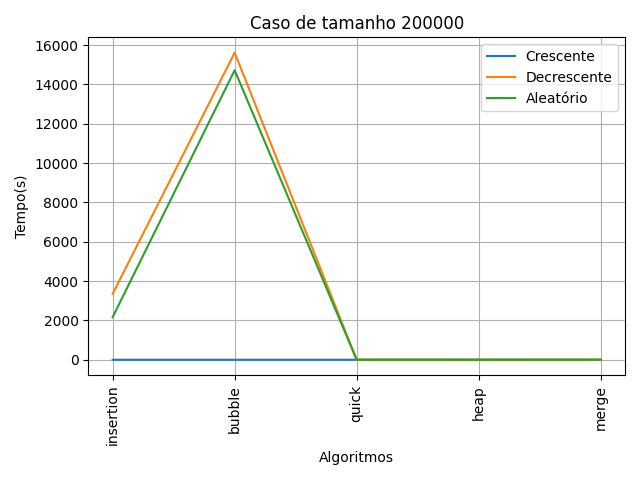 Caso de tamanho 200000
Crescente
Decrescente
Aleatório
16000
14000
12000
10000
8000
6000
4000
2000
0
Tempo(s)
insertion
bubble
quick
heap
merge
Algoritmos